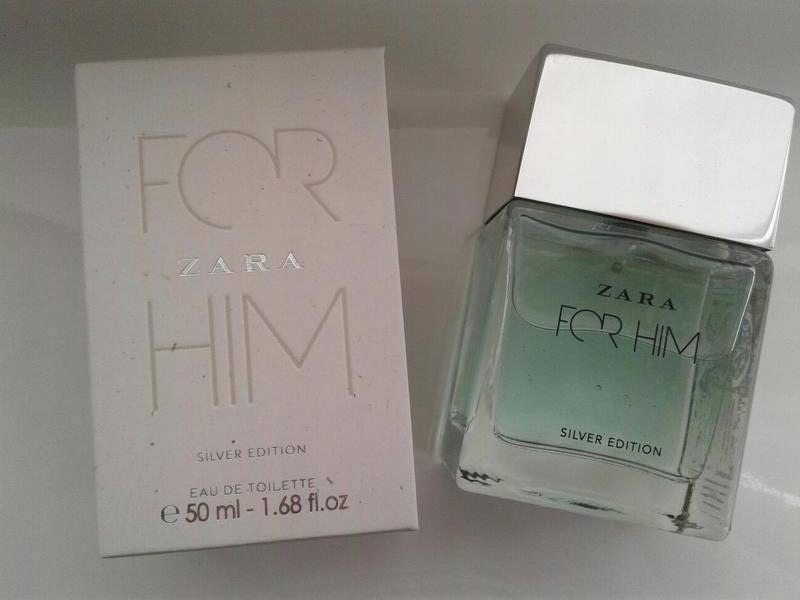 FOR
ZARA
HIM
SILVER EDITION
EAU DE TOILETTE
e 50 ml - 1.68 fl.oz
ZARA
FOR HIM
SILVER EDITION